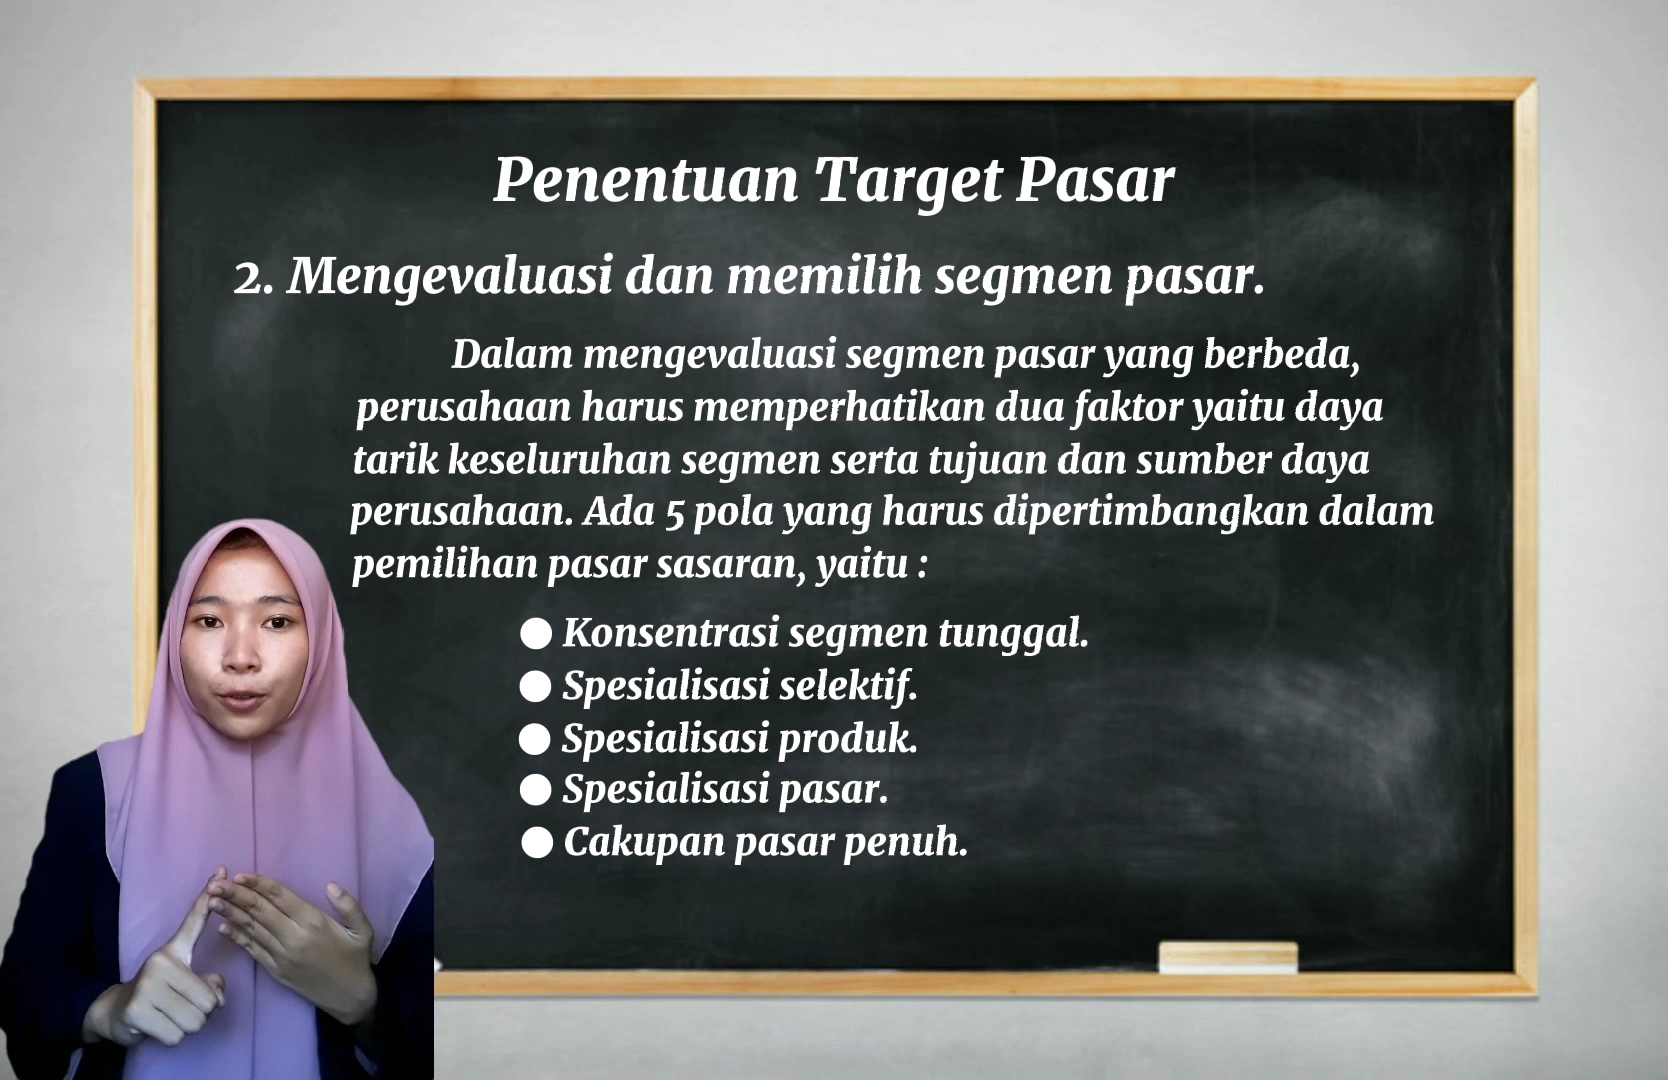 Penentuan Target Pasar
2. Mengevaluasi dan memilih segmen pasar.
Dalam mengevaluasi segmen pasar yang berbeda,
perusahaan harus memperhatikan dua faktor yaitu daya
tarik keseluruhan segmen serta tujuan dan sumber daya
perusahaan. Ada 5 pola yang harus dipertimbangkan dalam
pemilihan pasar sasaran, yaitu :
● Konsentrasi segmen tunggal.
● Spesialisasi selektif.
● Spesialisasi produk.
● Spesialisasi pasar.
● Cakupan pasar penuh.